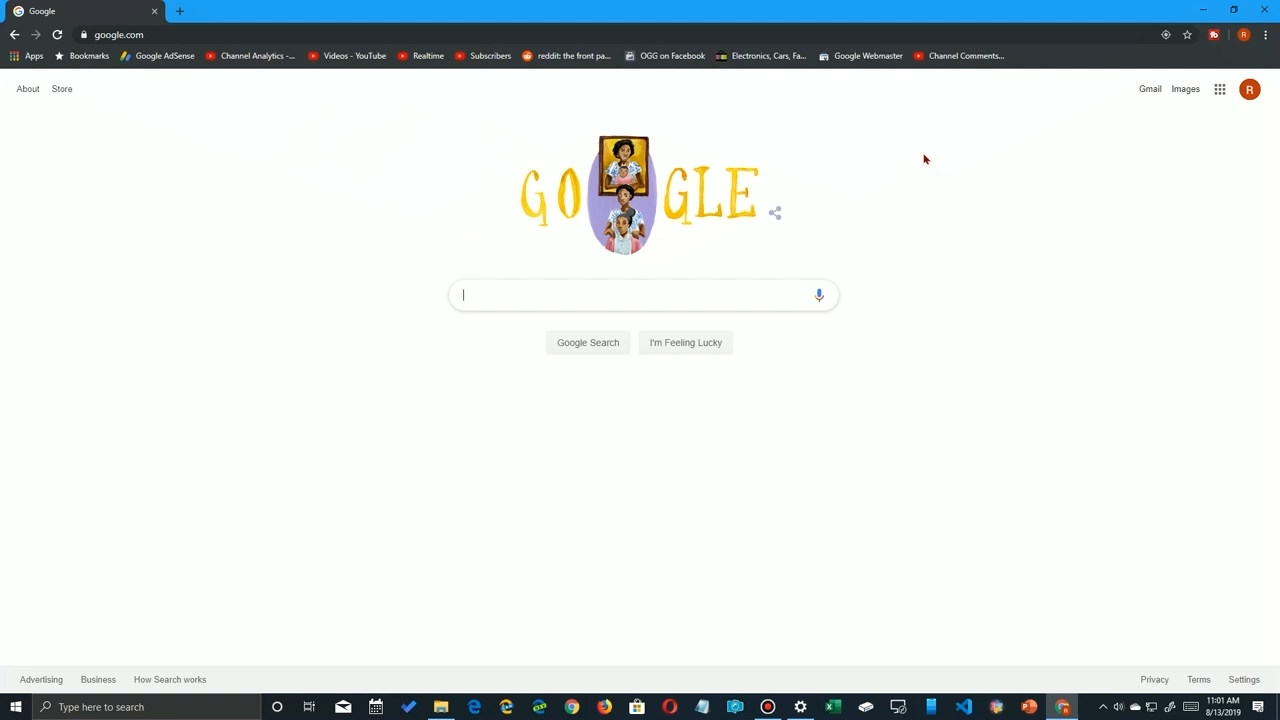 Google
google.com
Apps Bookmarks Google AdSense Channel Analytics -... Videos - YouTube Realtime Subscribers reddit: the front pa... OGG on Facebook Electronics, Cars, Fa... Google Webmaster Channel Comments...
About Store Gmail Images R
GOOGLE
Google Search I'm Feeling Lucky
Advertising Business How Search works Privacy Terms Settings
Type here to search 11:01 AM
8/13/2019